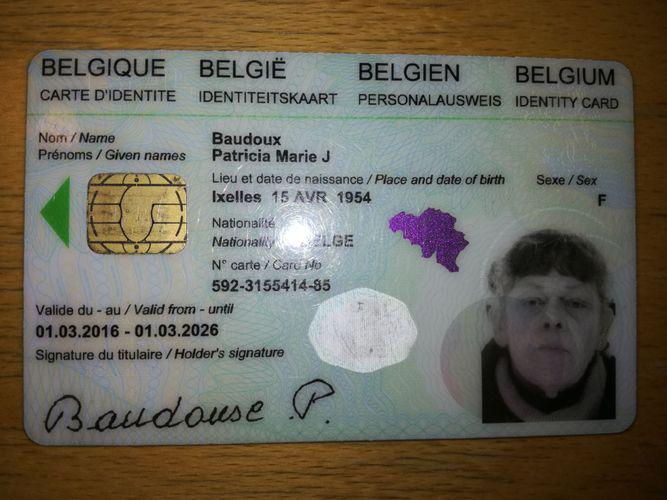 BELGIQUE BELGIË BELGIEN BELGIUM
CARTE D'IDENTITE IDENTITEITSKAART PERSONALAUSWEIS IDENTITY CARD
Nom / Name
Baudoux
Prénoms / Given names
Patricia Marie J
Lieu et date de naissance / Place and date of birth
Sexe / Sex
Ixelles 15 AVR 1954
F
Nationalité
Nationality
N° carte / Card No
592-3155414-85
Valide du - au / Valid from - until
01.03.2016 - 01.03.2026
Signature du titulaire / Holder's signature
Baudouse P.